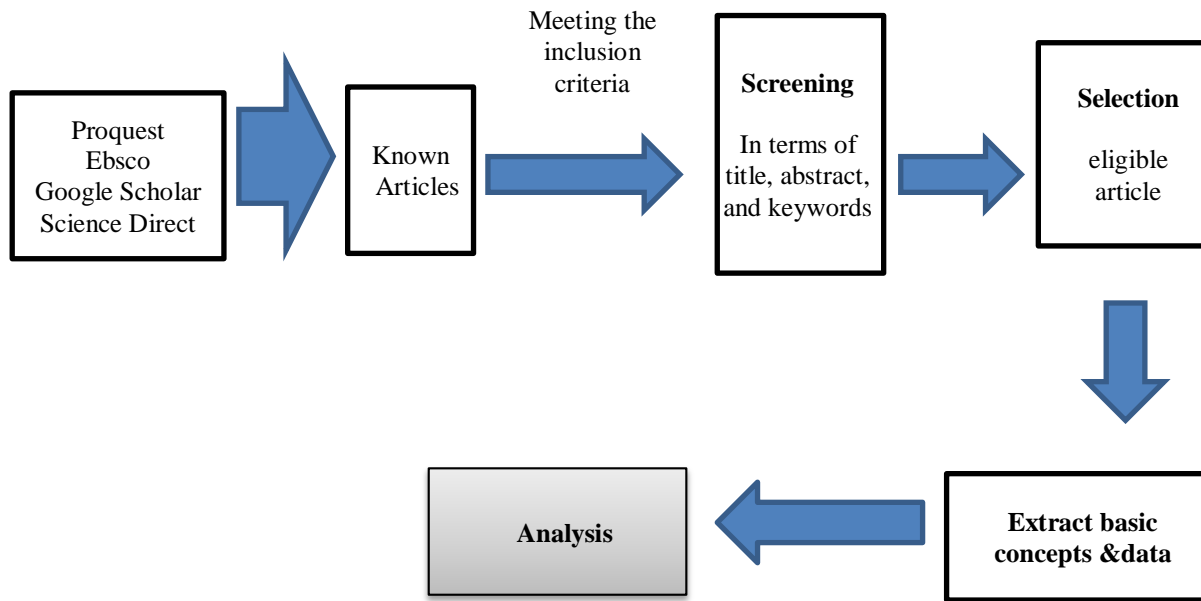 Proquest
Ebsco
Google Scholar
Science Direct
Known
Articles
Meeting the
inclusion
criteria
Screening
In terms of
title, abstract,
and keywords
Selection
eligible
article
Extract basic
concepts &data
Analysis